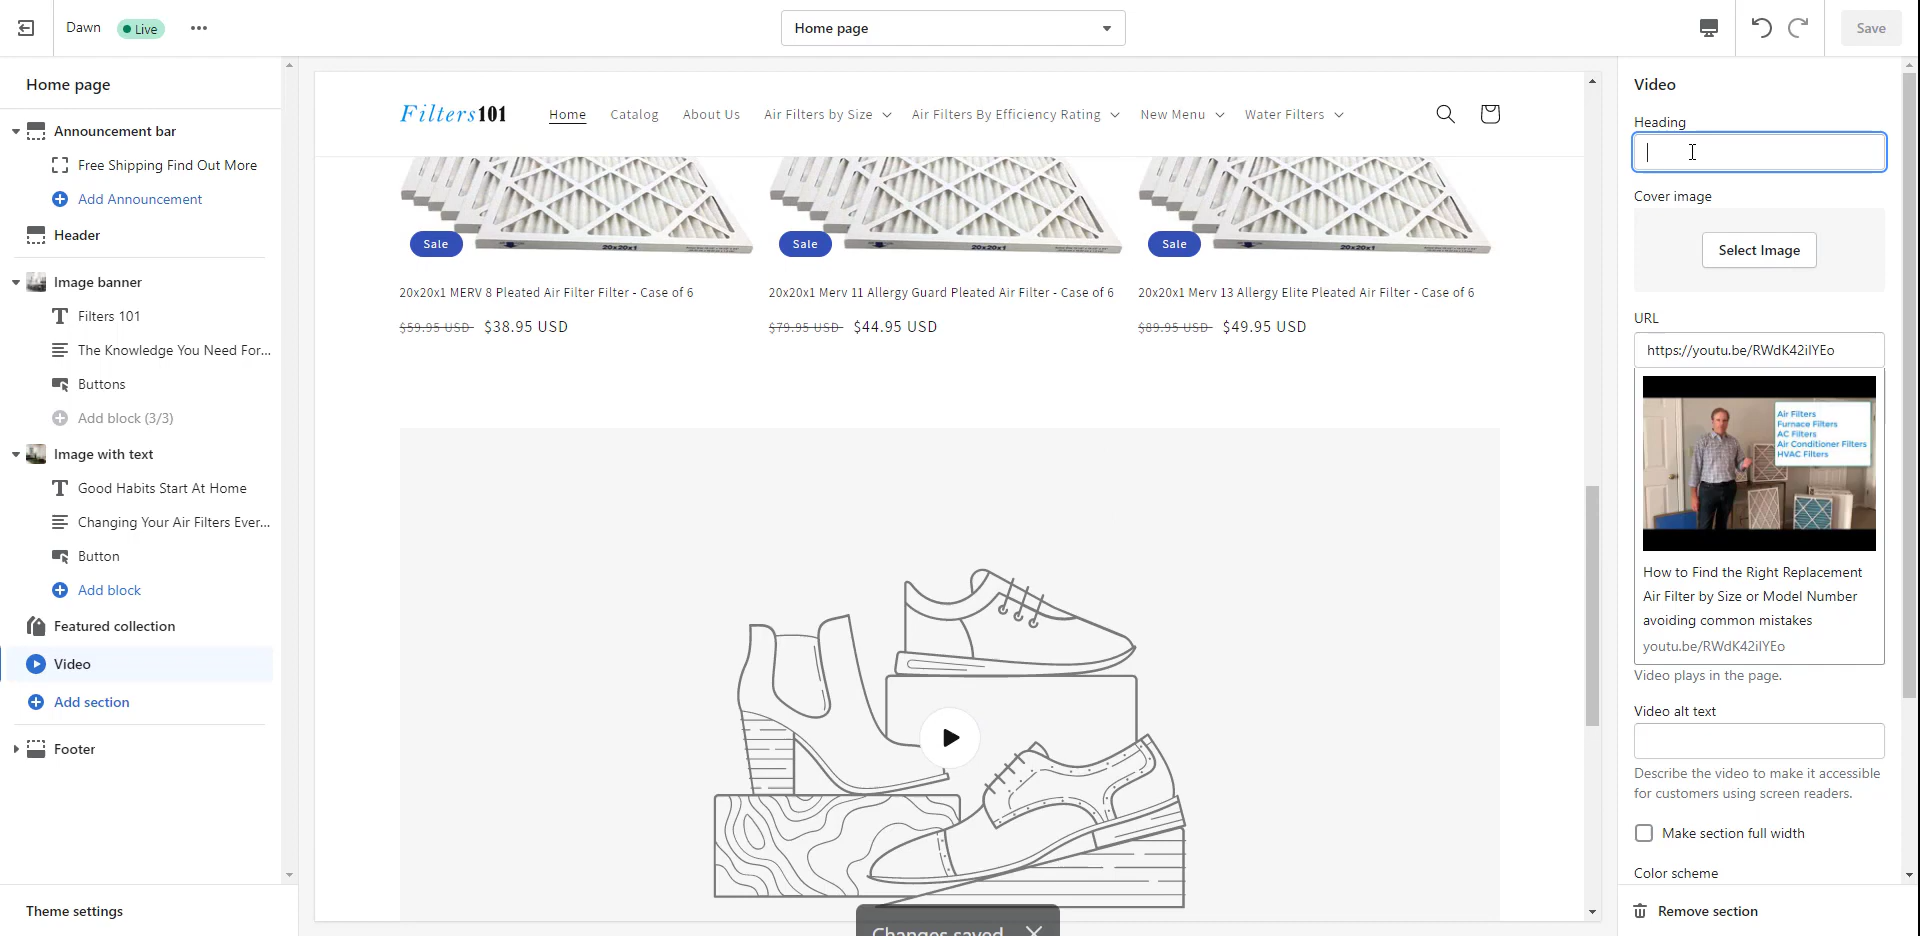 Dawn
Live
Home page
Save
Home page
Announcement bar
Free Shipping Find Out More
Add Announcement
Header
Image banner
Filters 101
The Knowledge You Need For...
Buttons
Add block (3/3)
Image with text
Good Habits Start At Home
Changing Your Air Filters Ever...
Button
Add block
Featured collection
Video
Add section
Footer
Theme settings
Filters101 Home Catalog About Us Air Filters by Size Air Filters By Efficiency Rating New Menu Water Filters
20x20x1 20x20x1 20x20x1
Sale Sale Sale
20x20x1 MERV 8 Pleated Air Filter Filter - Case of 6
$59.95 USD $38.95 USD
20x20x1 Merv 11 Allergy Guard Pleated Air Filter - Case of 6
$79.95 USD $44.95 USD
20x20x1 Merv 13 Allergy Elite Pleated Air Filter - Case of 6
$89.95 USD $49.95 USD
Changes saved
Video
Heading
Cover image
Select Image
URL
https://youtu.be/RWdK42iIYEo
Air Filters
Furnace Filters
AC Filters
Air Conditioner Filters
HVAC Filters
How to Find the Right Replacement
Air Filter by Size or Model Number
avoiding common mistakes
youtu.be/RWdK42iIYEo
Video plays in the page.
Video alt text
Describe the video to make it accessible
for customers using screen readers.
Make section full width
Color scheme
Remove section